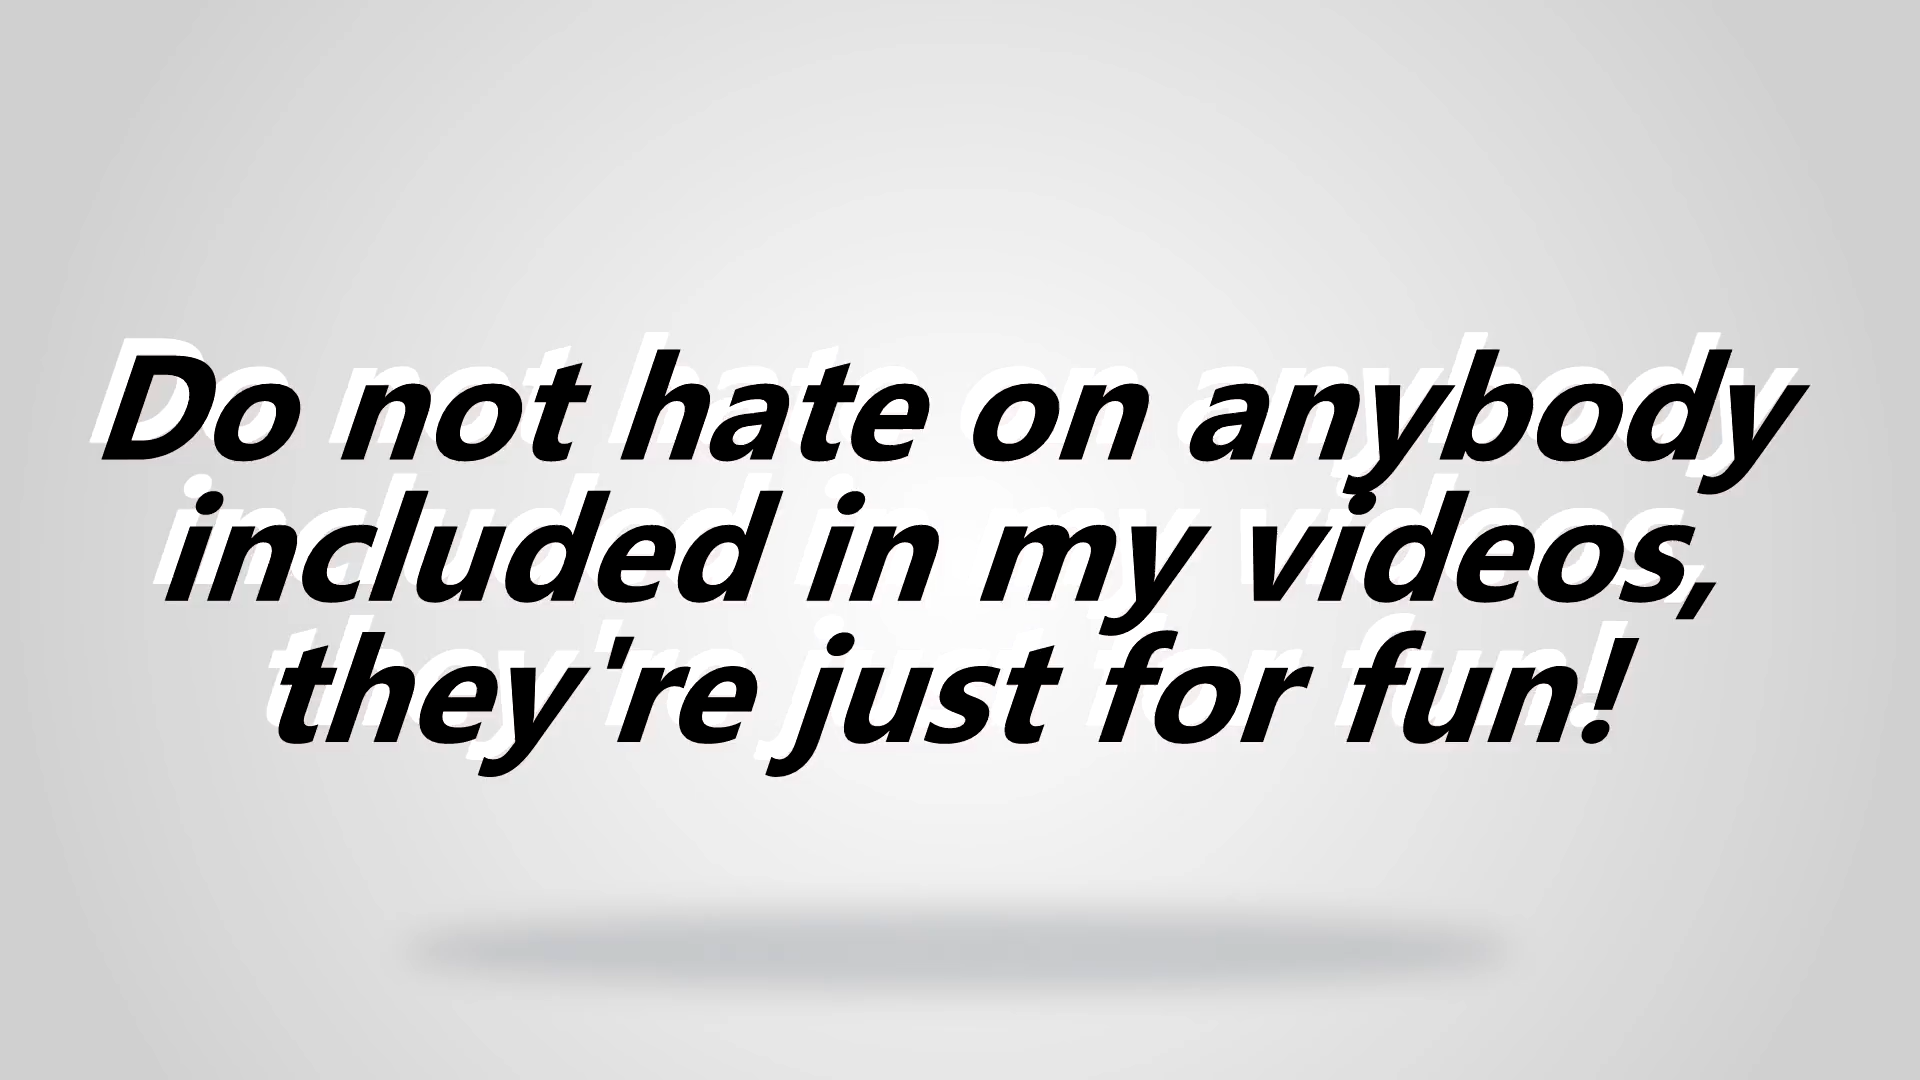 Do not hate on anybody
included in my videos,
they're just for fun!